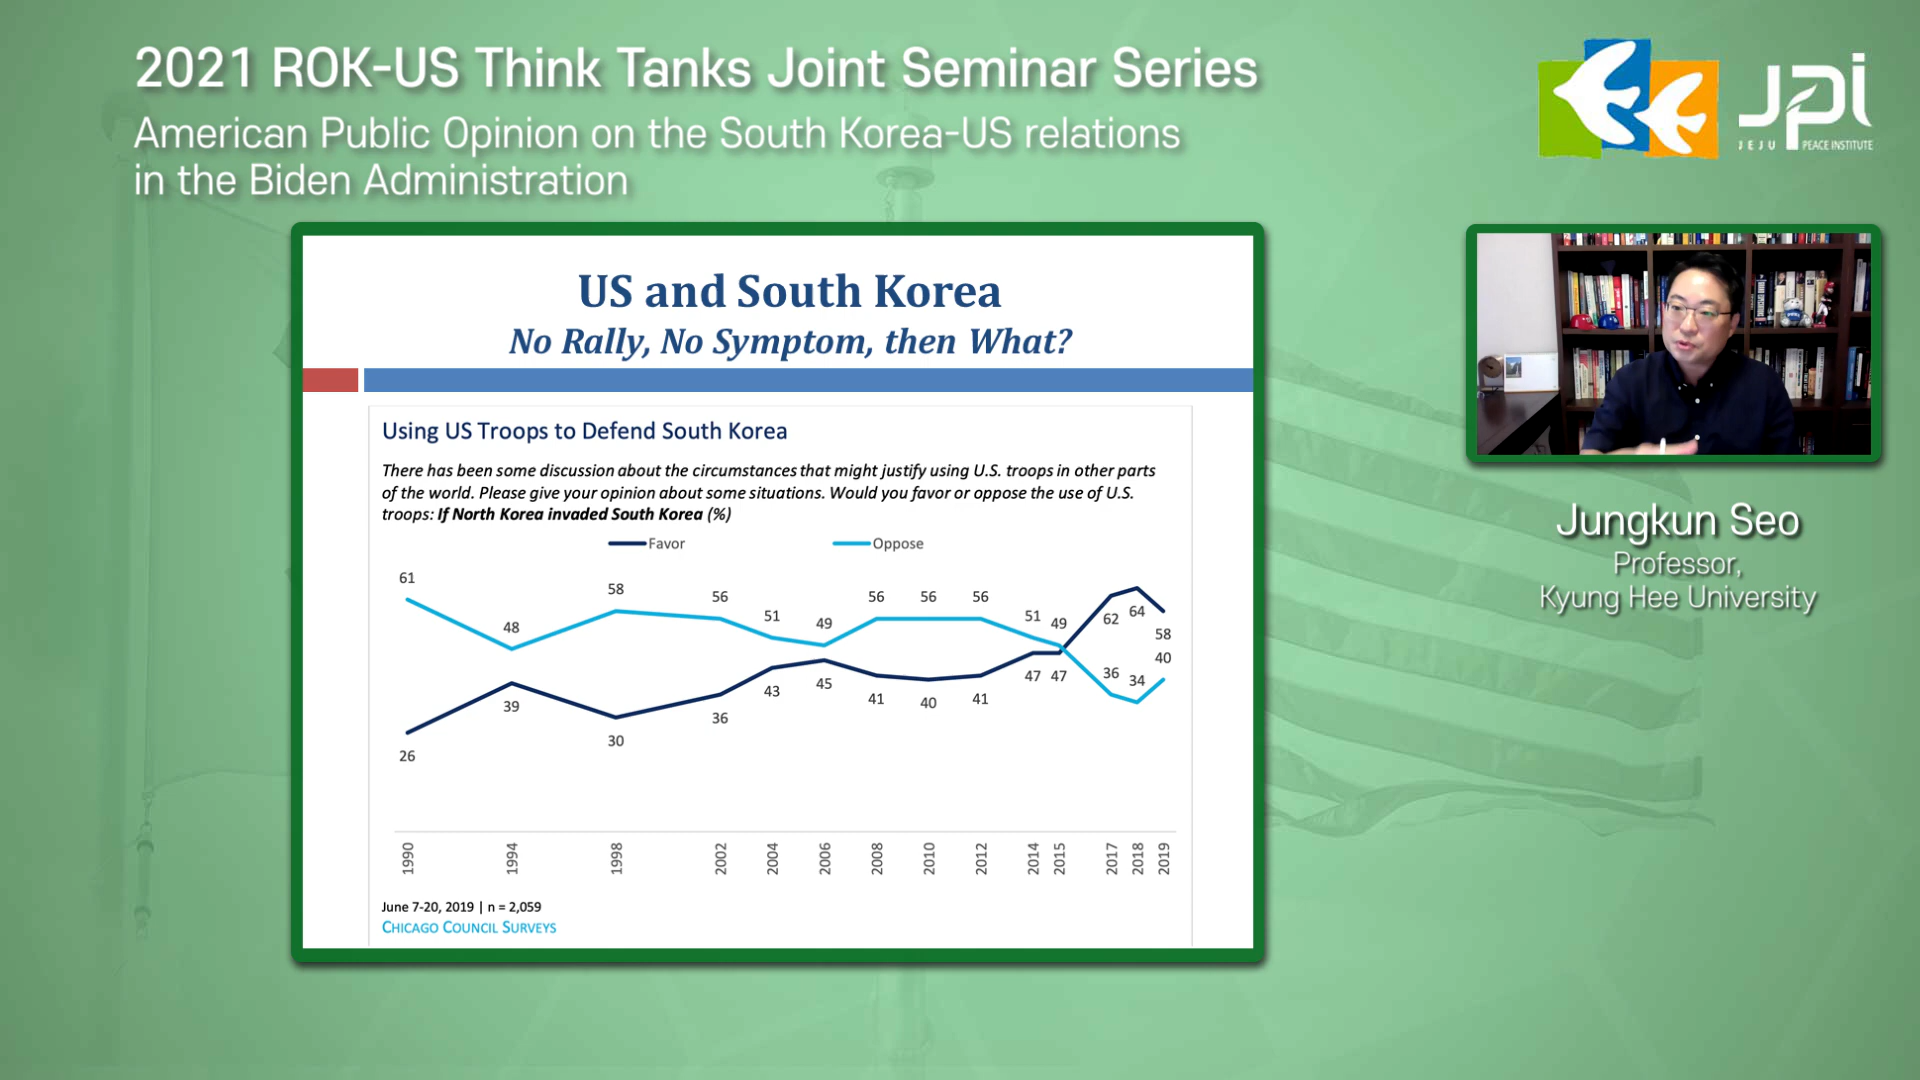 2021 ROK-US Think Tanks Joint Seminar Series
American Public Opinion on the South Korea-US relations
in the Biden Administration
JPI
JEJU PEACE INSTITUTE
US and South Korea
No Rally, No Symptom, then What?
Using US Troops to Defend South Korea
There has been some discussion about the circumstances that might justify using U.S. troops in other parts
of the world. Please give your opinion about some situations. Would you favor or oppose the use of U.S.
troops: If North Korea invaded South Korea (%)
Favor Oppose
61 48 58 56 51 49 56 56 56 51 49 62 64 58
26 39 30 36 43 45 41 40 41 47 47 36 34 40
1990 1994 1998 2002 2004 2006 2008 2010 2012 2014 2015 2017 2018 2019
June 7-20, 2019 | n = 2,059
CHICAGO COUNCIL SURVEYS
Jungkun Seo
Professor,
Kyung Hee University